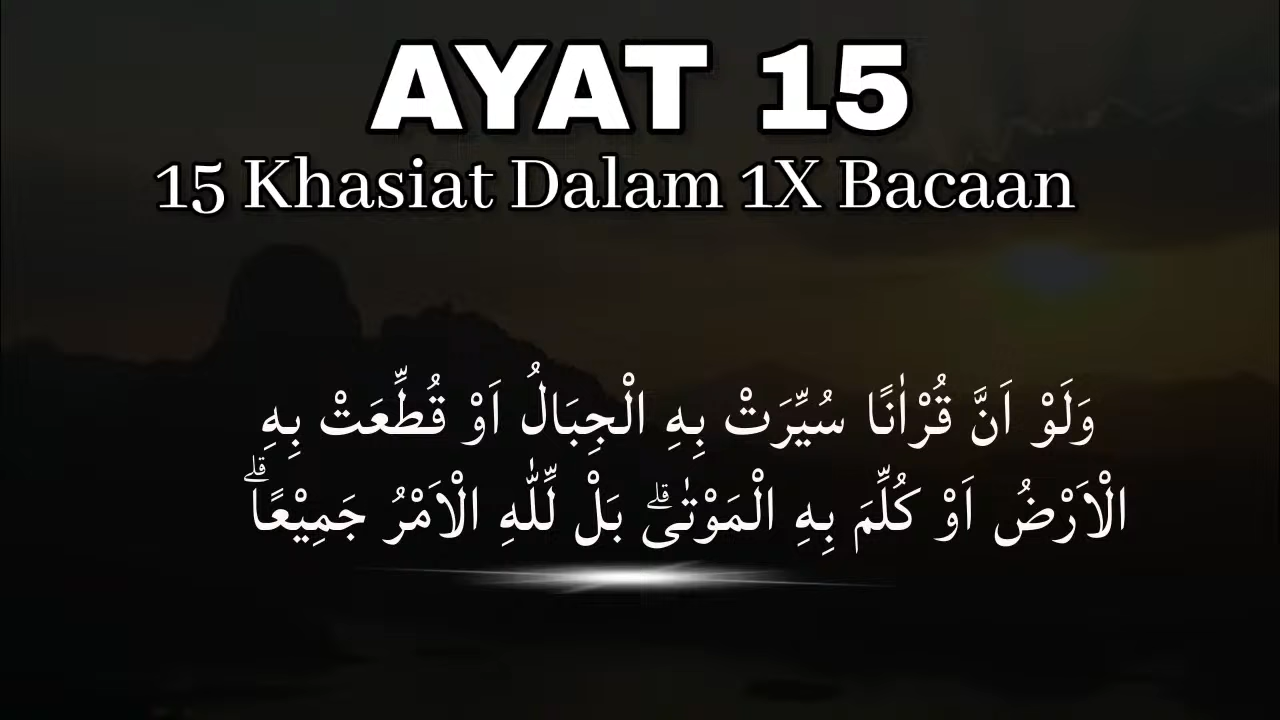 AYAT 15
15 Khasiat Dalam 1X Bacaan
وَلَوْ اَنَّ قُرْاٰنًا سُيِّرَتْ بِهِ الْجِبَالُ اَوْ قُطِّعَتْ بِهِ
الْاَرْضُ اَوْ كُلِّمَ بِهِ الْمَوْتٰىۗ بَلْ لِّلّٰهِ الْاَمْرُ جَمِيْعًاۗ